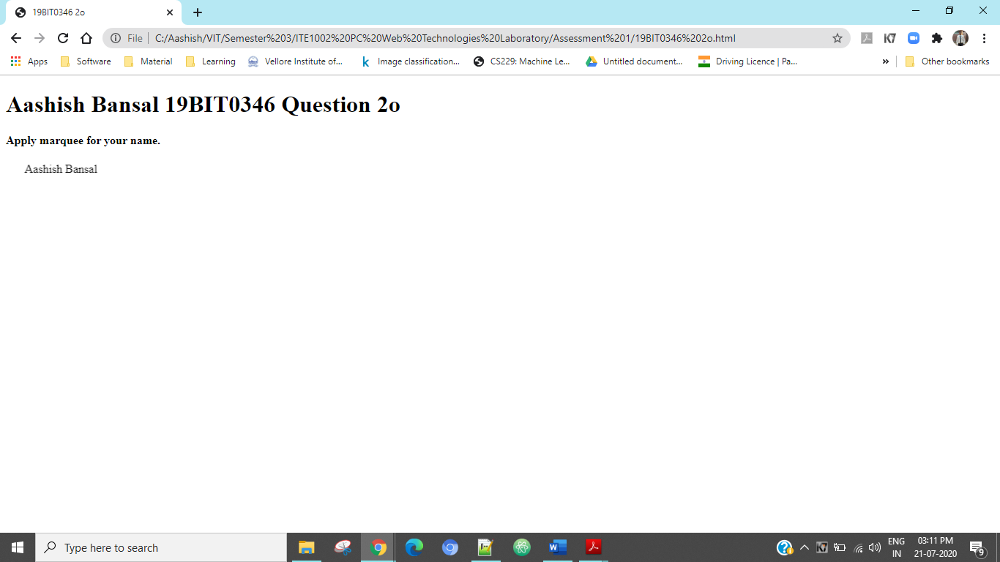 19BIT0346 2o
File C:/Aashish/VIT/Semester%203/ITE1002%20PC%20Web%20Technologies%20Laboratory/Assessment%201/19BIT0346%202o.html
Apps Software Material Learning Vellore Institute of... Image classification... CS229: Machine Le... Untitled document... Driving Licence | Pa... » Other bookmarks
Aashish Bansal 19BIT0346 Question 2o
Apply marquee for your name.
Aashish Bansal
Type here to search
ENG
IN
03:11 PM
21-07-2020
9